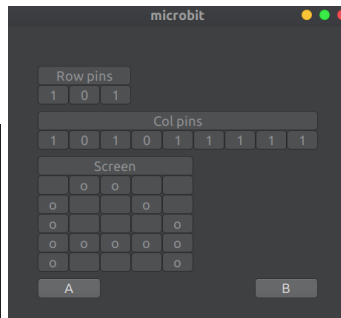 microbit
Row pins
1 0 1
Col pins
1 0 1 0 1 1 1 1 1
Screen
o o
o o
o o
o o o o o
o o
A B